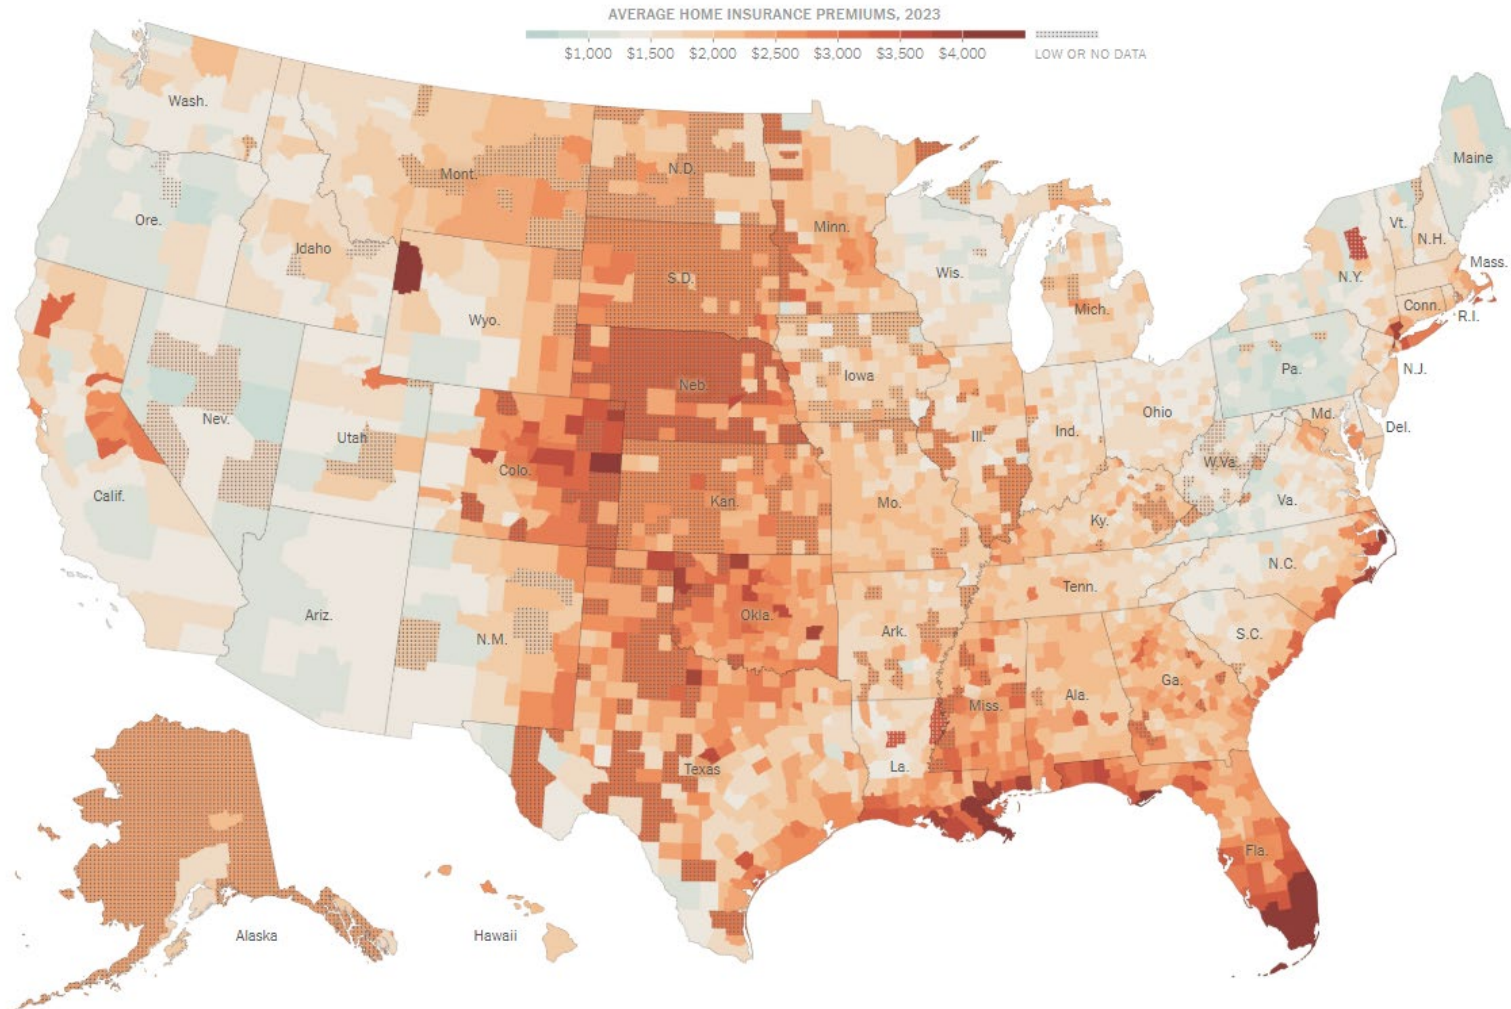 AVERAGE HOME INSURANCE PREMIUMS, 2023
$1,000 $1,500 $2,000 $2,500 $3,000 $3,500 $4,000 LOW OR NO DATA
Wash.
Maine
Mont.
N.D.
Ore.
Minn.
Vt.
N.H.
Idaho
S.D.
Wis.
N.Y.
Mass.
Wyo.
Mich.
Conn.
R.I.
Neb.
Iowa
Pa.
N.J.
Nev.
Utah
Ohio
Md.
Del.
Ill.
Ind.
Colo.
W.Va.
Calif.
Kan.
Mo.
Va.
Ky.
N.C.
Ariz.
Okla.
Tenn.
N.M.
Ark.
S.C.
Miss.
Ala.
Ga.
Texas
La.
Fla.
Alaska
Hawaii